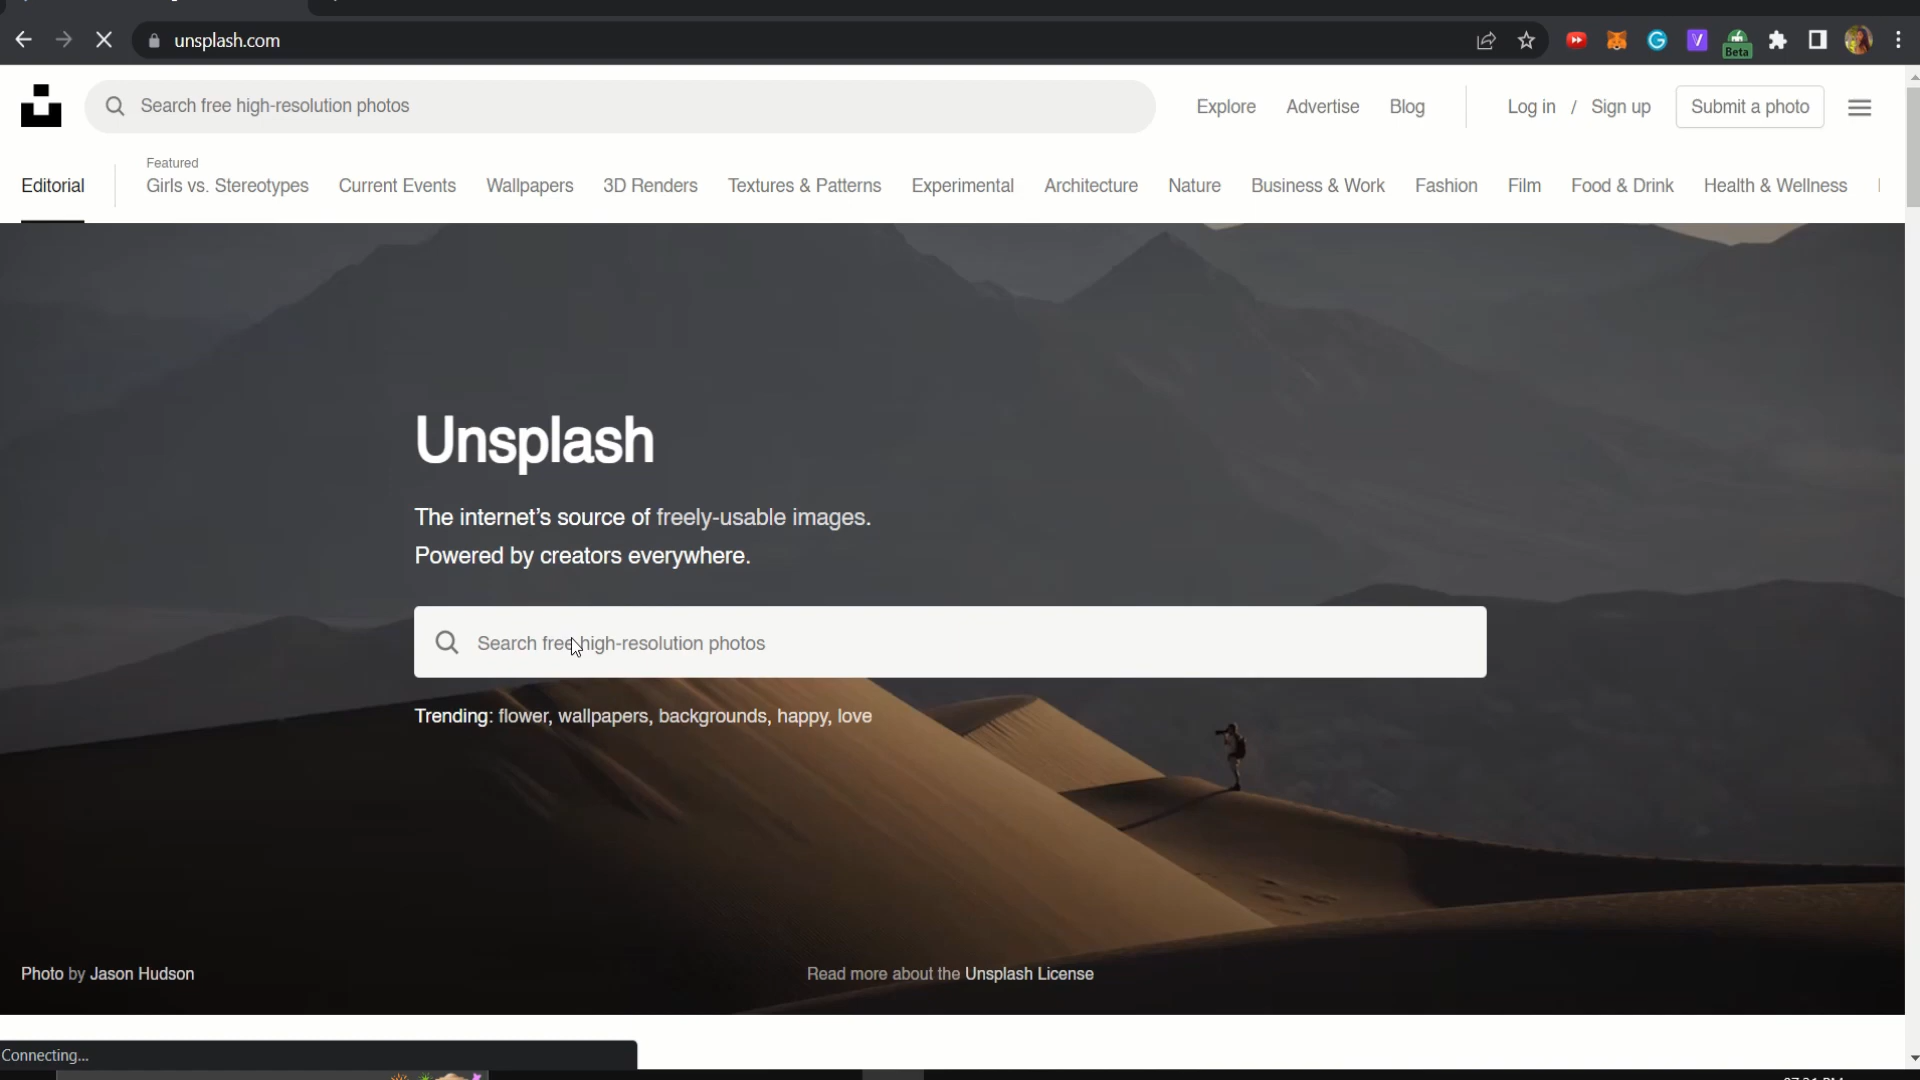 unsplash.com
Beta
Search free high-resolution photos
Explore Advertise Blog Log in / Sign up Submit a photo
Editorial
Featured
Girls vs. Stereotypes Current Events Wallpapers 3D Renders Textures & Patterns Experimental Architecture Nature Business & Work Fashion Film Food & Drink Health & Wellness
Unsplash
The internet’s source of freely-usable images.
Powered by creators everywhere.
Search free high-resolution photos
Trending: flower, wallpapers, backgrounds, happy, love
Photo by Jason Hudson Read more about the Unsplash License
Connecting...